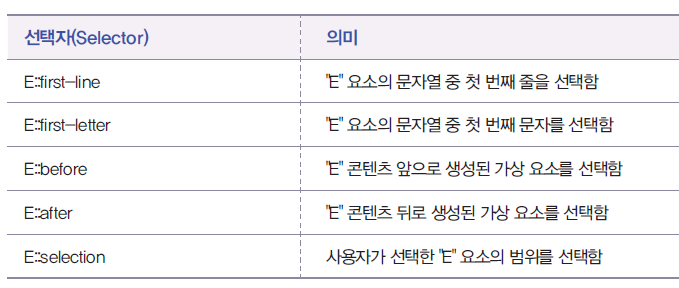 선택자(Selector) 의미
E::first-line "E" 요소의 문자열 중 첫 번째 줄을 선택함
E::first-letter "E" 요소의 문자열 중 첫 번째 문자를 선택함
E::before "E" 콘텐츠 앞으로 생성된 가상 요소를 선택함
E::after "E" 콘텐츠 뒤로 생성된 가상 요소를 선택함
E::selection 사용자가 선택한 "E" 요소의 범위를 선택함